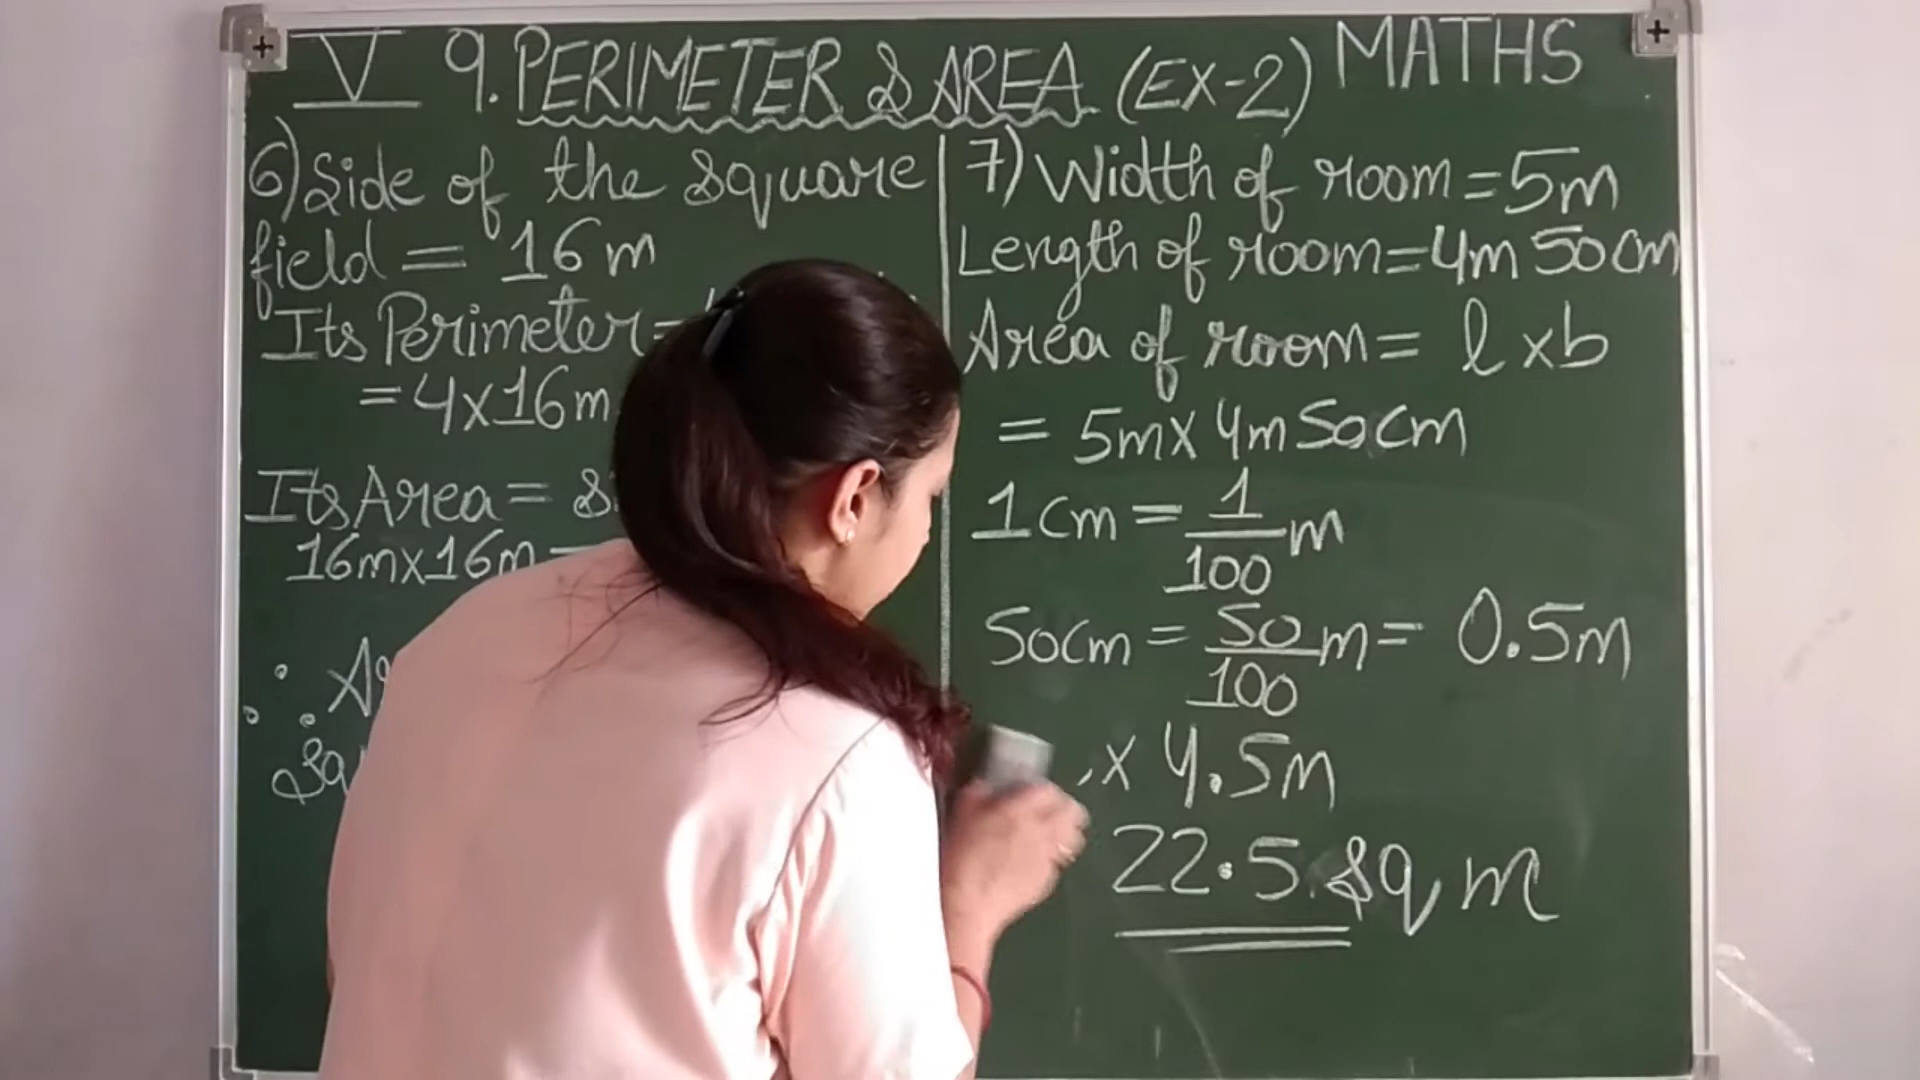 V 9. PERIMETER & AREA (EX-2) MATHS
6) Side of the square
field = 16 m
Its Perimeter =
= 4x16m
Its Area =
16mx16m =
∴
7) Width of room = 5m
Length of room = 4m 50cm
Area of room = l x b
= 5m x 4m 50cm
1cm = 1/100 m
50cm = 50/100 m = 0.5m
x 4.5m
22.5 sq m